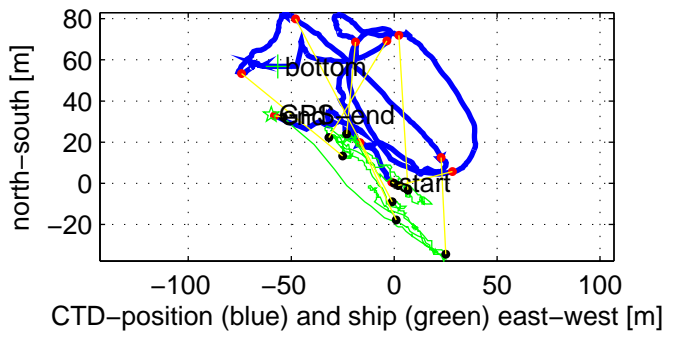 80
60
40
20
0
−20
north−south [m]
bottom
GPS−end
end
start
−100
−50
0
50
100
CTD−position (blue) and ship (green) east−west [m]